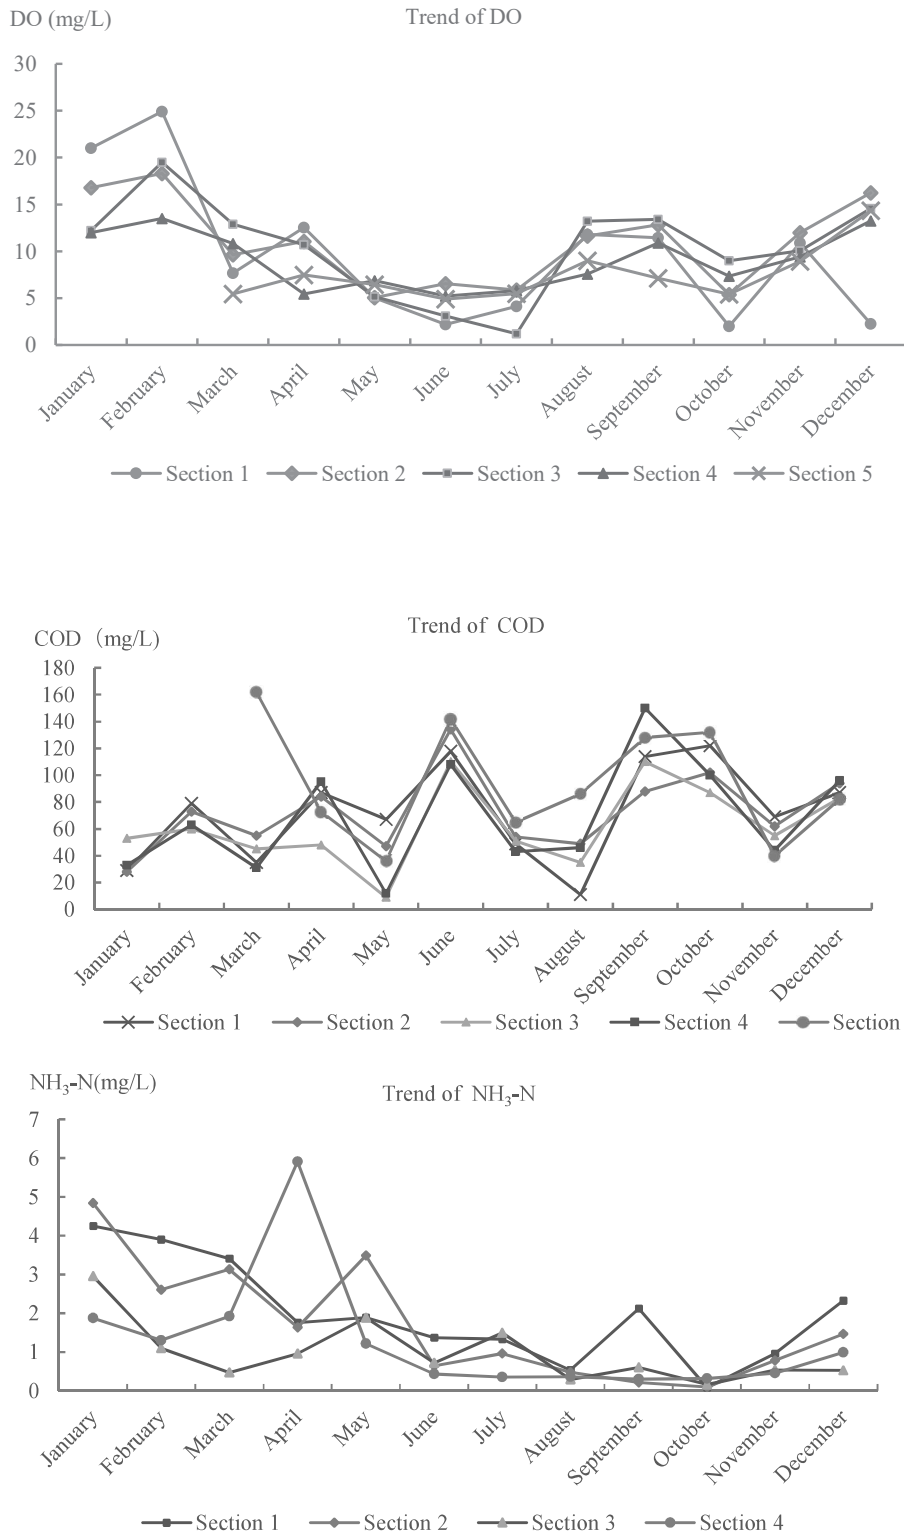 DO (mg/L)
Trend of DO
30
25
20
15
10
5
0
January
February
March
April
May
June
July
August
September
October
November
December
Section 1
Section 2
Section 3
Section 4
Section 5
Trend of COD
COD（mg/L)
180
160
140
120
100
80
60
40
20
0
January
February
March
April
May
June
July
August
September
October
November
December
Section 1
Section 2
Section 3
Section 4
Section
NH₃-N(mg/L)
Trend of NH₃-N
7
6
5
4
3
2
1
0
January
February
March
April
May
June
July
August
September
October
November
December
Section 1
Section 2
Section 3
Section 4